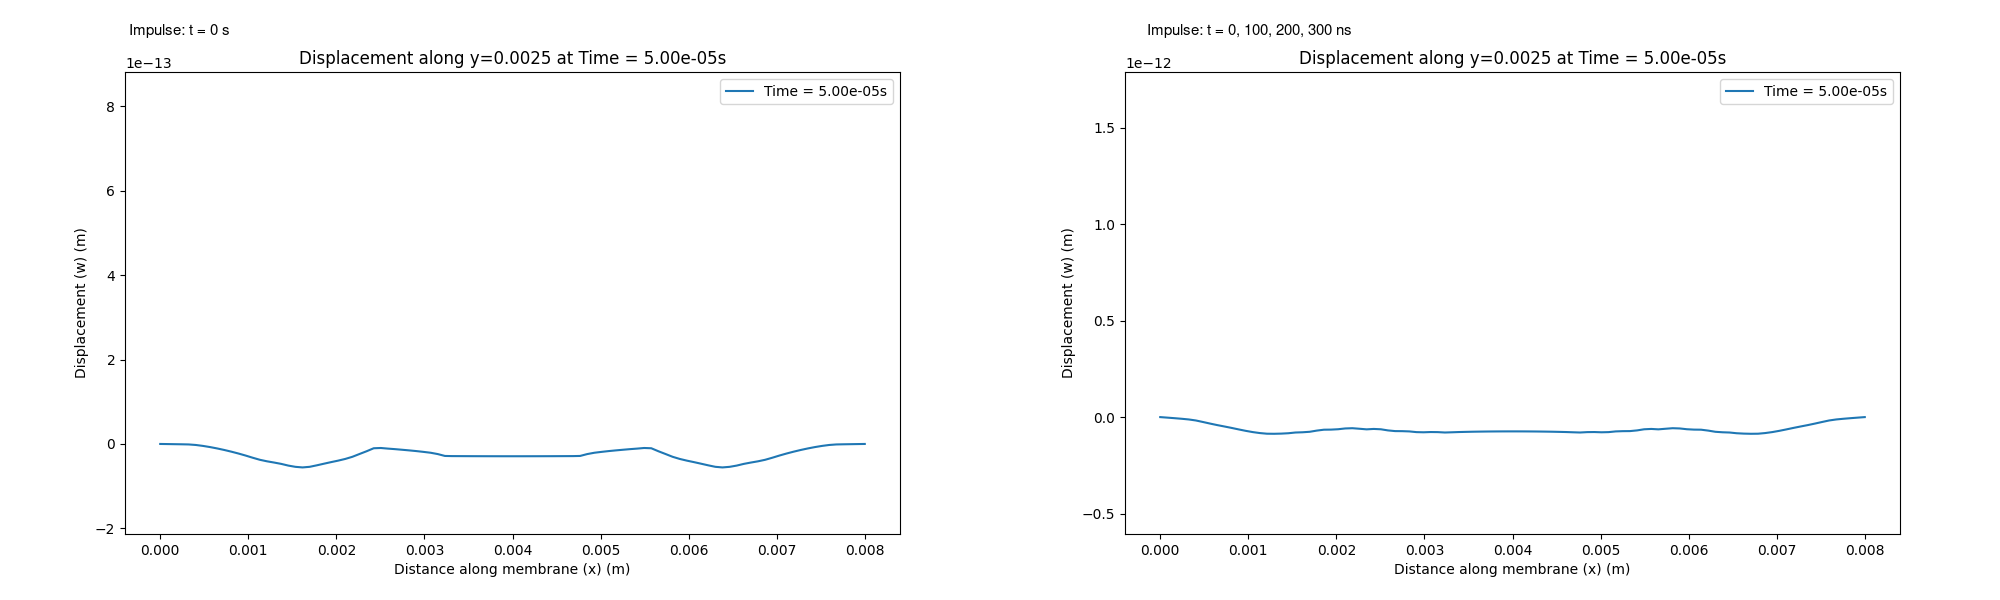 Impulse: t = 0 s
Displacement along y=0.0025 at Time = 5.00e-05s
1e−13
Time = 5.00e-05s
8
6
4
2
0
−2
Displacement (w) (m)
0.000 0.001 0.002 0.003 0.004 0.005 0.006 0.007 0.008
Distance along membrane (x) (m)
Impulse: t = 0, 100, 200, 300 ns
Displacement along y=0.0025 at Time = 5.00e-05s
1e−12
Time = 5.00e-05s
1.5
1.0
0.5
0.0
−0.5
Displacement (w) (m)
0.000 0.001 0.002 0.003 0.004 0.005 0.006 0.007 0.008
Distance along membrane (x) (m)